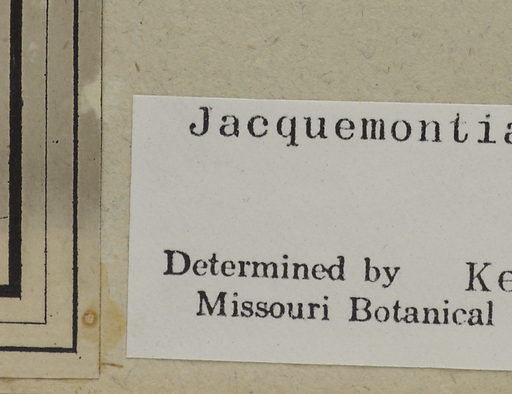 Jacquemontia
Determined by Ke
Missouri Botanical